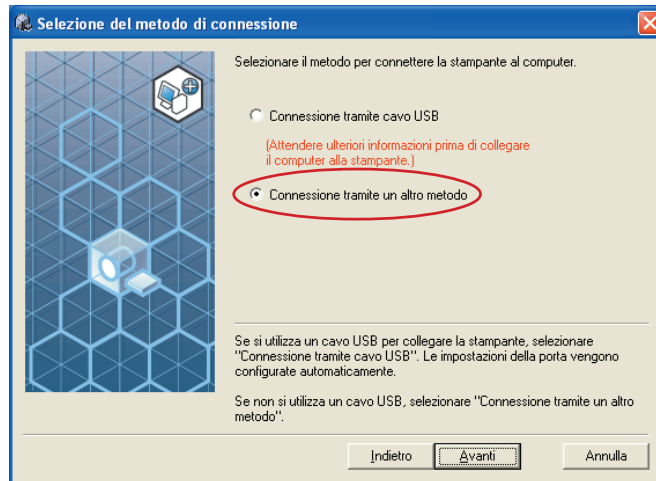 Selezione del metodo di connessione
Selezionare il metodo per connettere la stampante al computer.
Connessione tramite cavo USB
(Attendere ulteriori informazioni prima di collegare
il computer alla stampante.)
Connessione tramite un altro metodo
Se si utilizza un cavo USB per collegare la stampante, selezionare
"Connessione tramite cavo USB". Le impostazioni della porta vengono
configurate automaticamente.
Se non si utilizza un cavo USB, selezionare "Connessione tramite un altro
metodo".
Indietro Avanti Annulla